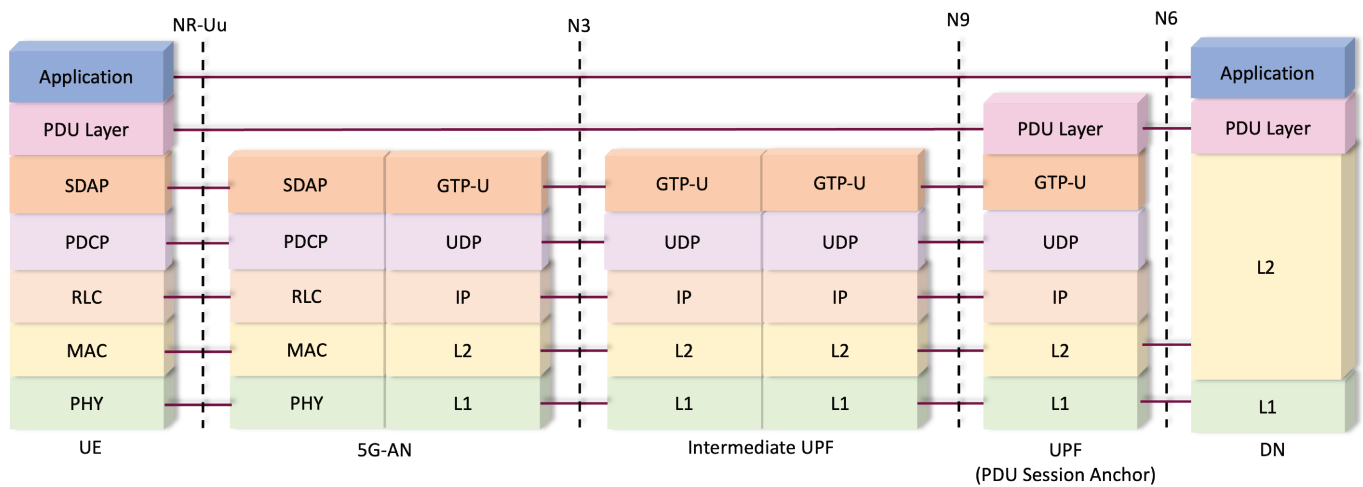 NR-Uu N3 N9 N6
Application Application
PDU Layer PDU Layer PDU Layer
SDAP SDAP GTP-U GTP-U GTP-U GTP-U
PDCP PDCP UDP UDP UDP UDP
L2
RLC RLC IP IP IP IP
MAC MAC L2 L2 L2 L2
PHY PHY L1 L1 L1 L1 L1
UE 5G-AN Intermediate UPF UPF DN
(PDU Session Anchor)